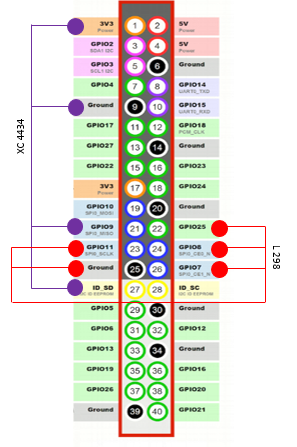 3V3 Power 1 2 5V Power
GPIO2 SDA1 I2C 3 4 5V Power
GPIO3 SCL1 I2C 5 6 Ground
GPIO4 7 8 GPIO14 UART0_TXD
Ground 9 10 GPIO15 UART0_RXD
GPIO17 11 12 GPIO18 PCM_CLK
GPIO27 13 14 Ground
GPIO22 15 16 GPIO23
3V3 Power 17 18 GPIO24
GPIO10 SPI0_MOSI 19 20 Ground
GPIO9 SPI0_MISO 21 22 GPIO25
GPIO11 SPI0_SCLK 23 24 GPIO8 SPI0_CE0_N
Ground 25 26 GPIO7 SPI0_CE1_N
ID_SD I2C ID EEPROM 27 28 ID_SC I2C ID EEPROM
GPIO5 29 30 Ground
GPIO6 31 32 GPIO12
GPIO13 33 34 Ground
GPIO19 35 36 GPIO16
GPIO26 37 38 GPIO20
Ground 39 40 GPIO21
XC 4434
L298